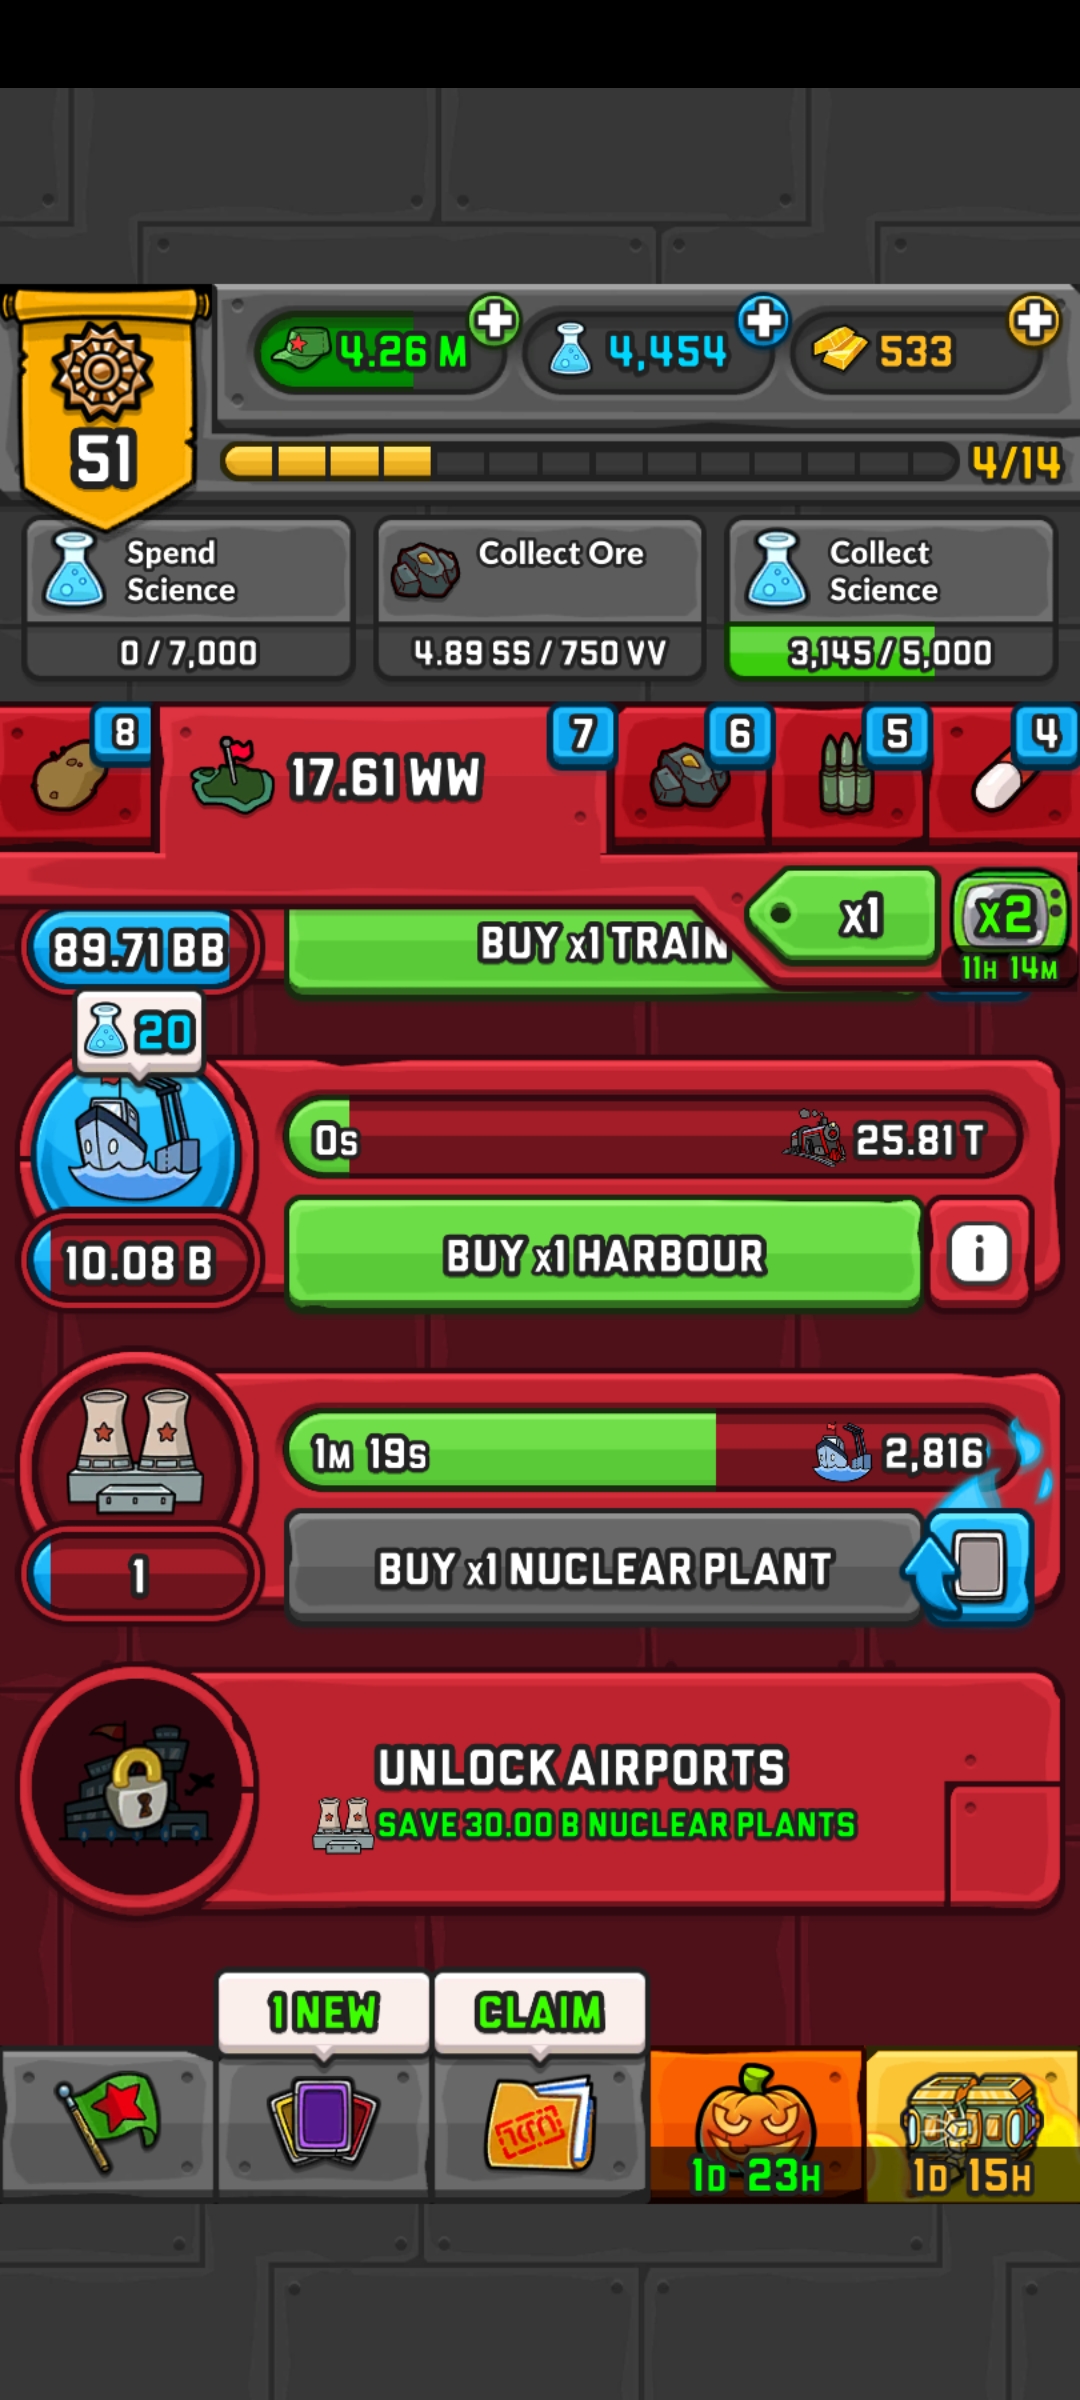 51
4.26 M
4,454
533
4/14
Spend
Science
0 / 7,000
Collect Ore
4.89 SS / 750 VV
Collect
Science
3,145 / 5,000
8
17.61 WW
7
6
5
4
x1
x2
11H 14M
89.71 BB
BUY x1 TRAIN
20
0s
25.81 T
10.08 B
BUY x1 HARBOUR
i
1M 19s
2,816
1
BUY x1 NUCLEAR PLANT
UNLOCK AIRPORTS
SAVE 30.00 B NUCLEAR PLANTS
1 NEW
CLAIM
1D 23H
1D 15H